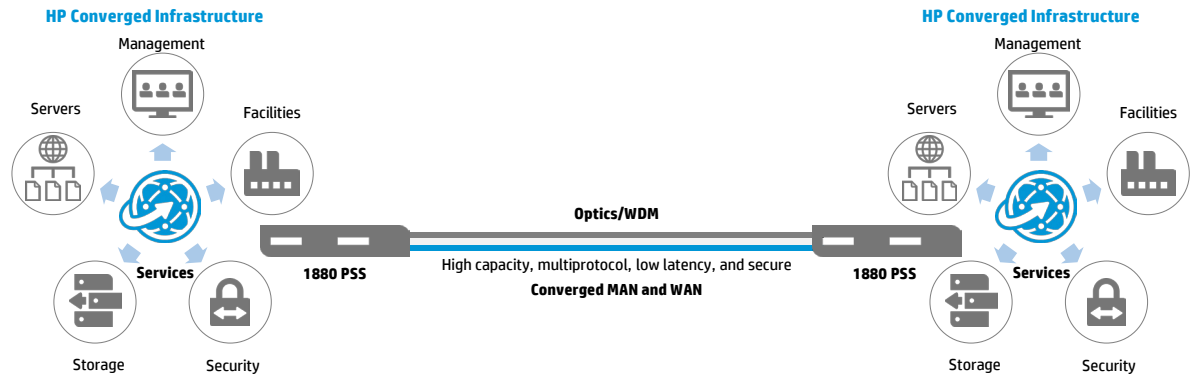 HP Converged Infrastructure
Management
Servers
Facilities
Services
Storage
Security
1880 PSS
Optics/WDM
High capacity, multiprotocol, low latency, and secure
Converged MAN and WAN
1880 PSS
HP Converged Infrastructure
Management
Servers
Facilities
Services
Storage
Security